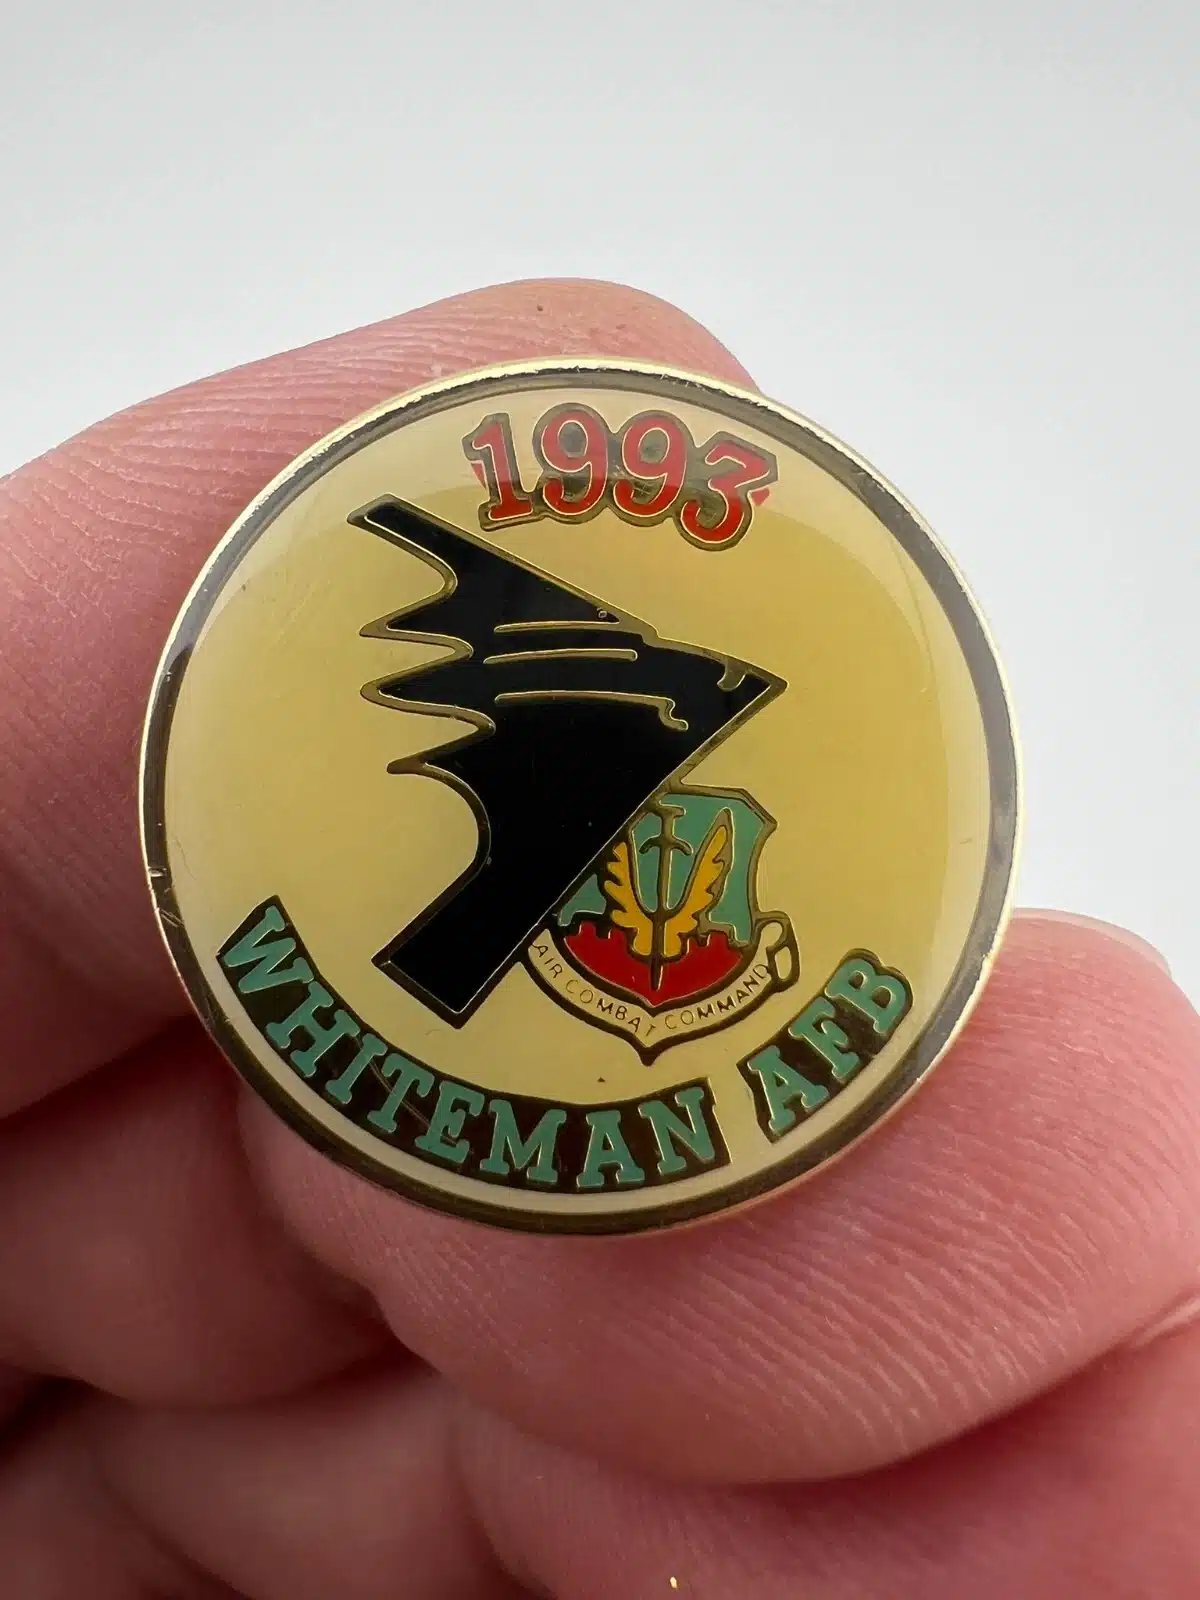 1993
AIR COMBAT COMMAND
WHITEMAN AFB